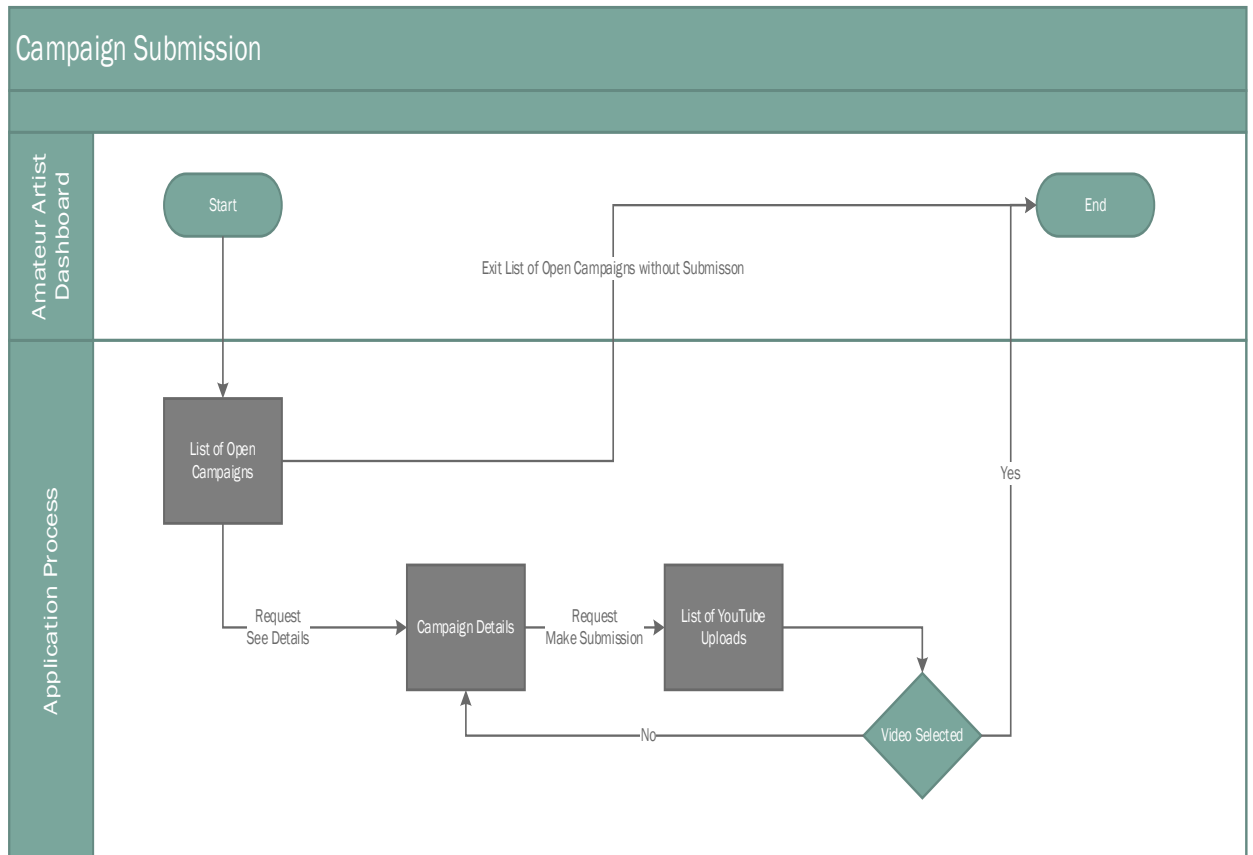 Campaign Submission
Amateur Artist
Dashboard
Start
End
Exit List of Open Campaigns without Submisson
List of Open
Campaigns
Yes
Application Process
Request
See Details
Campaign Details
Request
Make Submission
List of YouTube
Uploads
No
Video Selected